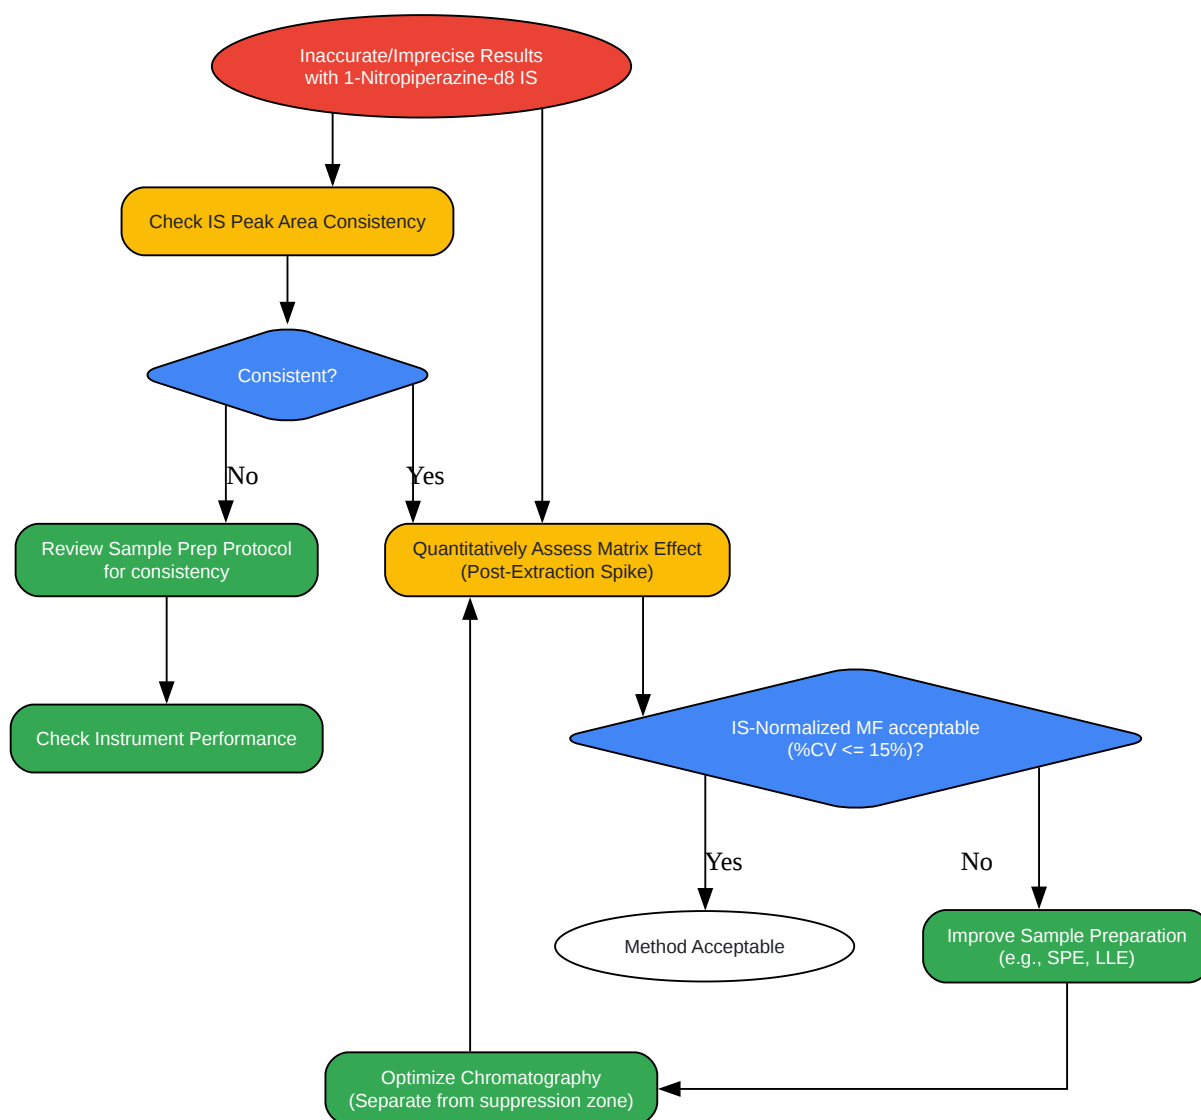 Inaccurate/Imprecise Results
with 1-Nitropiperazine-d8 IS
Check IS Peak Area Consistency
Consistent?
No
Yes
Review Sample Prep Protocol
for consistency
Quantitatively Assess Matrix Effect
(Post-Extraction Spike)
Check Instrument Performance
IS-Normalized MF acceptable
(%CV <= 15%)?
Yes
No
Method Acceptable
Improve Sample Preparation
(e.g., SPE, LLE)
Optimize Chromatography
(Separate from suppression zone)